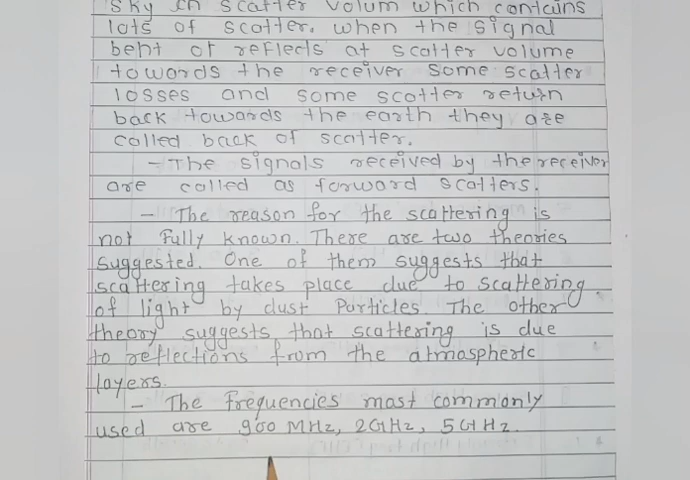 sky in scatter volum which contains
lots of scatter. when the signal
beht or reflects at scatter volume
towards the receiver some scatter
losses and some scatter return
back towards the earth they are
called back of scatter.
- The signals received by the receiver
are called as forward scatters.
- The reason for the scattering is
not fully known. There are two theories
suggested. One of them suggests that
scattering takes place due to scattering
of light by dust Particles. The other
theory suggests that scattering is due
to reflections from the atmospheric
layers.
- The frequencies most commonly
used are 900 MHz, 2GHz, 5GHz.